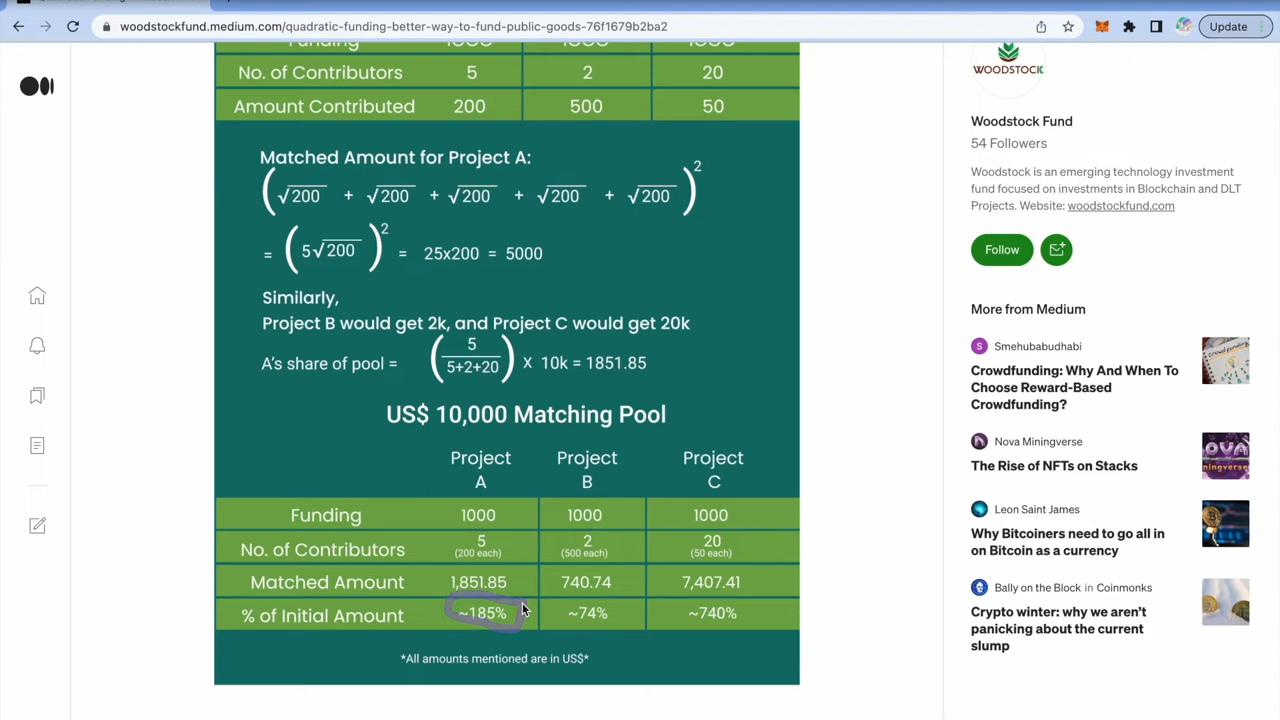 woodstockfund.medium.com/quadratic-funding-better-way-to-fund-public-goods-76f1679b2ba2
Update
Funding 1000 1000 1000
No. of Contributors 5 2 20
Amount Contributed 200 500 50
Matched Amount for Project A:
(√200 + √200 + √200 + √200 + √200)2
= (5√200)2 = 25x200 = 5000
Similarly,
Project B would get 2k, and Project C would get 20k
A's share of pool = (5/5+2+20) X 10k = 1851.85
US$ 10,000 Matching Pool
Project A Project B Project C
Funding 1000 1000 1000
No. of Contributors 5 (200 each) 2 (500 each) 20 (50 each)
Matched Amount 1,851.85 740.74 7,407.41
% of Initial Amount ~185% ~74% ~740%
*All amounts mentioned are in US$*
WOODSTOCK
Woodstock Fund
54 Followers
Woodstock is an emerging technology investment
fund focused on investments in Blockchain and DLT
Projects. Website: woodstockfund.com
Follow
More from Medium
S Smehubabudhabi
Crowdfunding: Why And When To
Choose Reward-Based
Crowdfunding?
Nova Miningverse
The Rise of NFTs on Stacks
Leon Saint James
Why Bitcoiners need to go all in
on Bitcoin as a currency
Bally on the Block in Coinmonks
Crypto winter: why we aren't
panicking about the current
slump